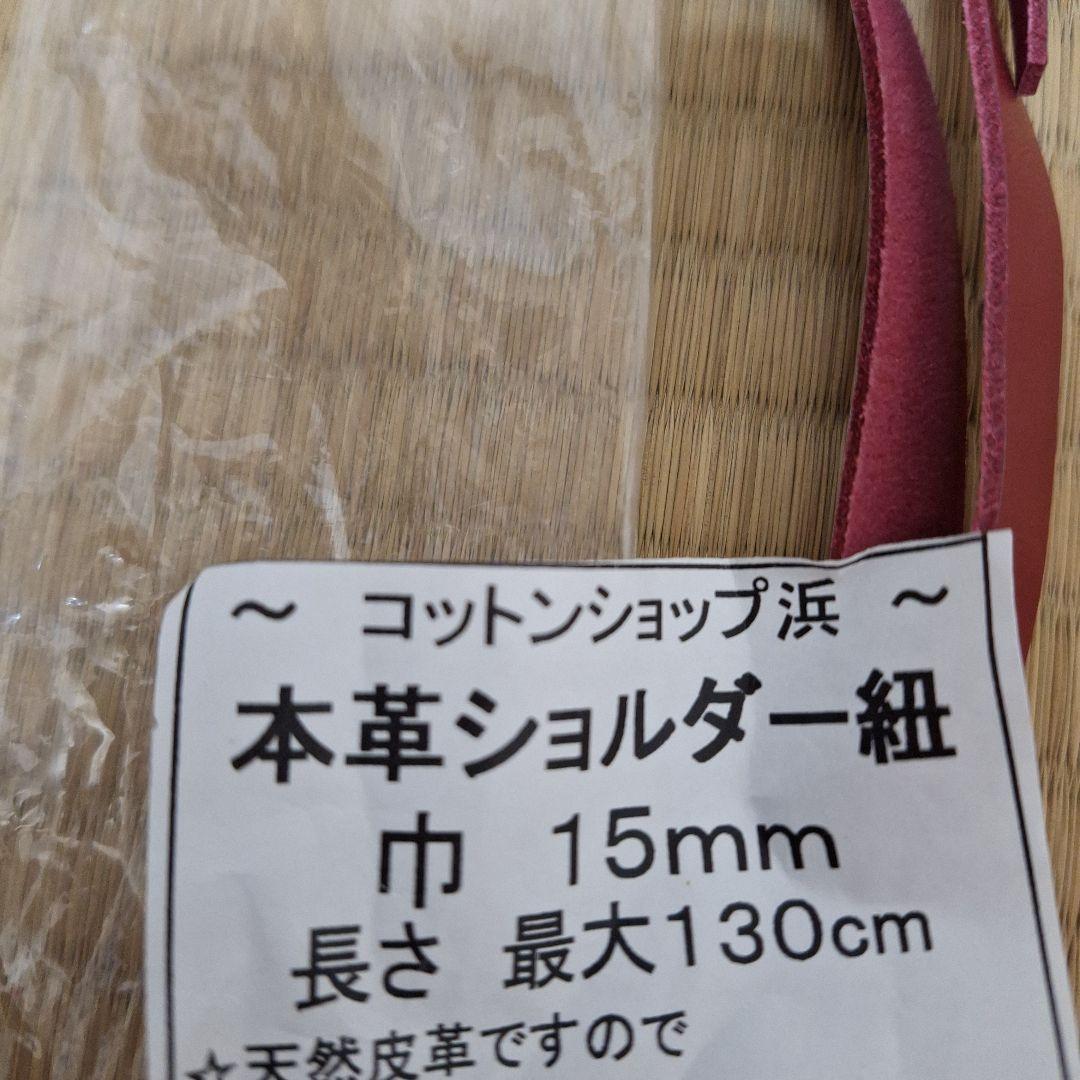 ～ コットンショップ浜 ～
本革ショルダー紐
巾 15mm
長さ 最大130cm
☆天然皮革ですので